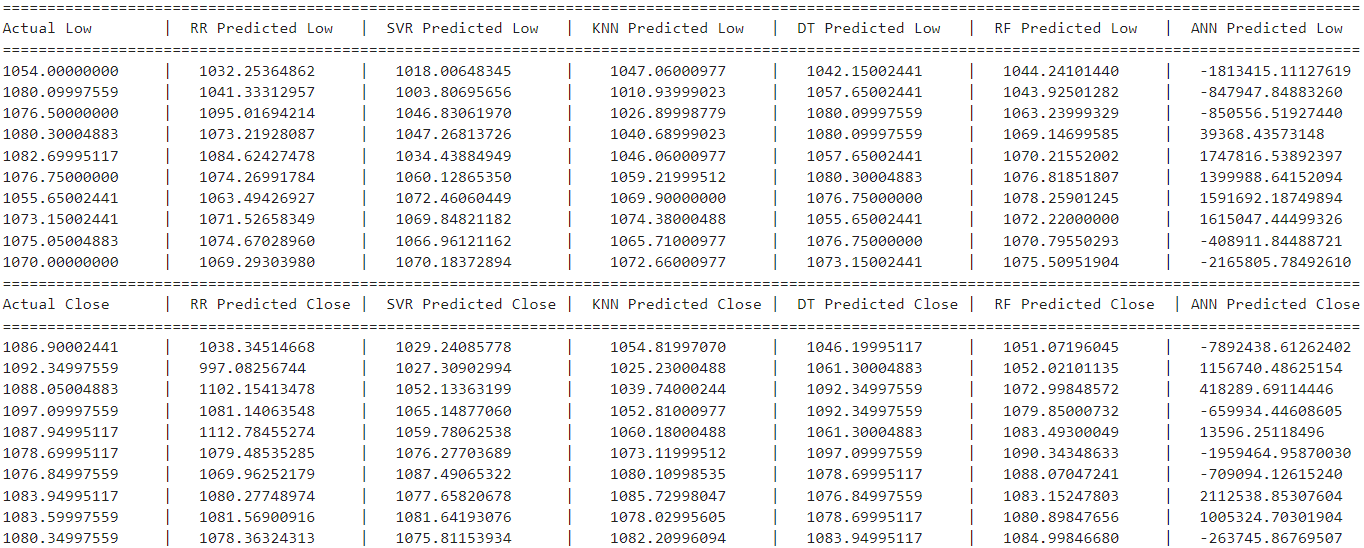 ================================================================================
Actual Low | RR Predicted Low | SVR Predicted Low | KNN Predicted Low | DT Predicted Low | RF Predicted Low | ANN Predicted Low
================================================================================
1054.00000000 | 1032.25364862 | 1018.00648345 | 1047.06000977 | 1042.15002441 | 1044.24101440 | -1813415.11127619
1080.09997559 | 1041.33312957 | 1003.80695656 | 1010.93999023 | 1057.65002441 | 1043.92501282 | -847947.84883260
1076.50000000 | 1095.01694214 | 1046.83061970 | 1026.89998779 | 1080.09997559 | 1063.23999329 | -850556.51927440
1080.30004883 | 1073.21928087 | 1047.26813726 | 1040.68999023 | 1080.09997559 | 1069.14699585 | 39368.43573148
1082.69995117 | 1084.62427478 | 1034.43884949 | 1046.06000977 | 1057.65002441 | 1070.21552002 | 1747816.53892397
1076.75000000 | 1074.26991784 | 1060.12865350 | 1059.21999512 | 1080.30004883 | 1076.81851807 | 1399988.64152094
1055.65002441 | 1063.49426927 | 1072.46060449 | 1069.90000000 | 1076.75000000 | 1078.25901245 | 1591692.18749894
1073.15002441 | 1071.52658349 | 1069.84821182 | 1074.38000488 | 1055.65002441 | 1072.22000000 | 1615047.44499326
1075.05004883 | 1074.67028960 | 1066.96121162 | 1065.71000977 | 1076.75000000 | 1070.79550293 | -408911.84488721
1070.00000000 | 1069.29303980 | 1070.18372894 | 1072.66000977 | 1073.15002441 | 1075.50951904 | -2165805.78492610
================================================================================
Actual Close | RR Predicted Close | SVR Predicted Close | KNN Predicted Close | DT Predicted Close | RF Predicted Close | ANN Predicted Close
================================================================================
1086.90002441 | 1038.34514668 | 1029.24085778 | 1054.81997070 | 1046.19995117 | 1051.07196045 | -7892438.61262402
1092.34997559 | 997.08256744 | 1027.30902994 | 1025.23000488 | 1061.30004883 | 1052.02101135 | 1156740.48625154
1088.05004883 | 1102.15413478 | 1052.13363199 | 1039.74000244 | 1092.34997559 | 1072.99848572 | 418289.69114446
1097.09997559 | 1081.14063548 | 1065.14877060 | 1052.81000977 | 1092.34997559 | 1079.85000732 | -659934.44608605
1087.94995117 | 1112.78455274 | 1059.78062538 | 1060.18000488 | 1061.30004883 | 1083.49300049 | 13596.25118496
1078.69995117 | 1079.48535285 | 1076.27703689 | 1073.11999512 | 1097.09997559 | 1090.34348633 | -1959464.95870030
1076.84997559 | 1069.96252179 | 1087.49065322 | 1080.10998535 | 1078.69995117 | 1088.07047241 | -709094.12615240
1083.94995117 | 1080.27748974 | 1077.65820678 | 1085.72998047 | 1076.84997559 | 1083.15247803 | 2112538.85307604
1083.59997559 | 1081.56900916 | 1081.64193076 | 1078.02995605 | 1078.69995117 | 1080.89847656 | 1005324.70301904
1080.34997559 | 1078.36324313 | 1075.81153934 | 1082.20996094 | 1083.94995117 | 1084.99846680 | -263745.86769507